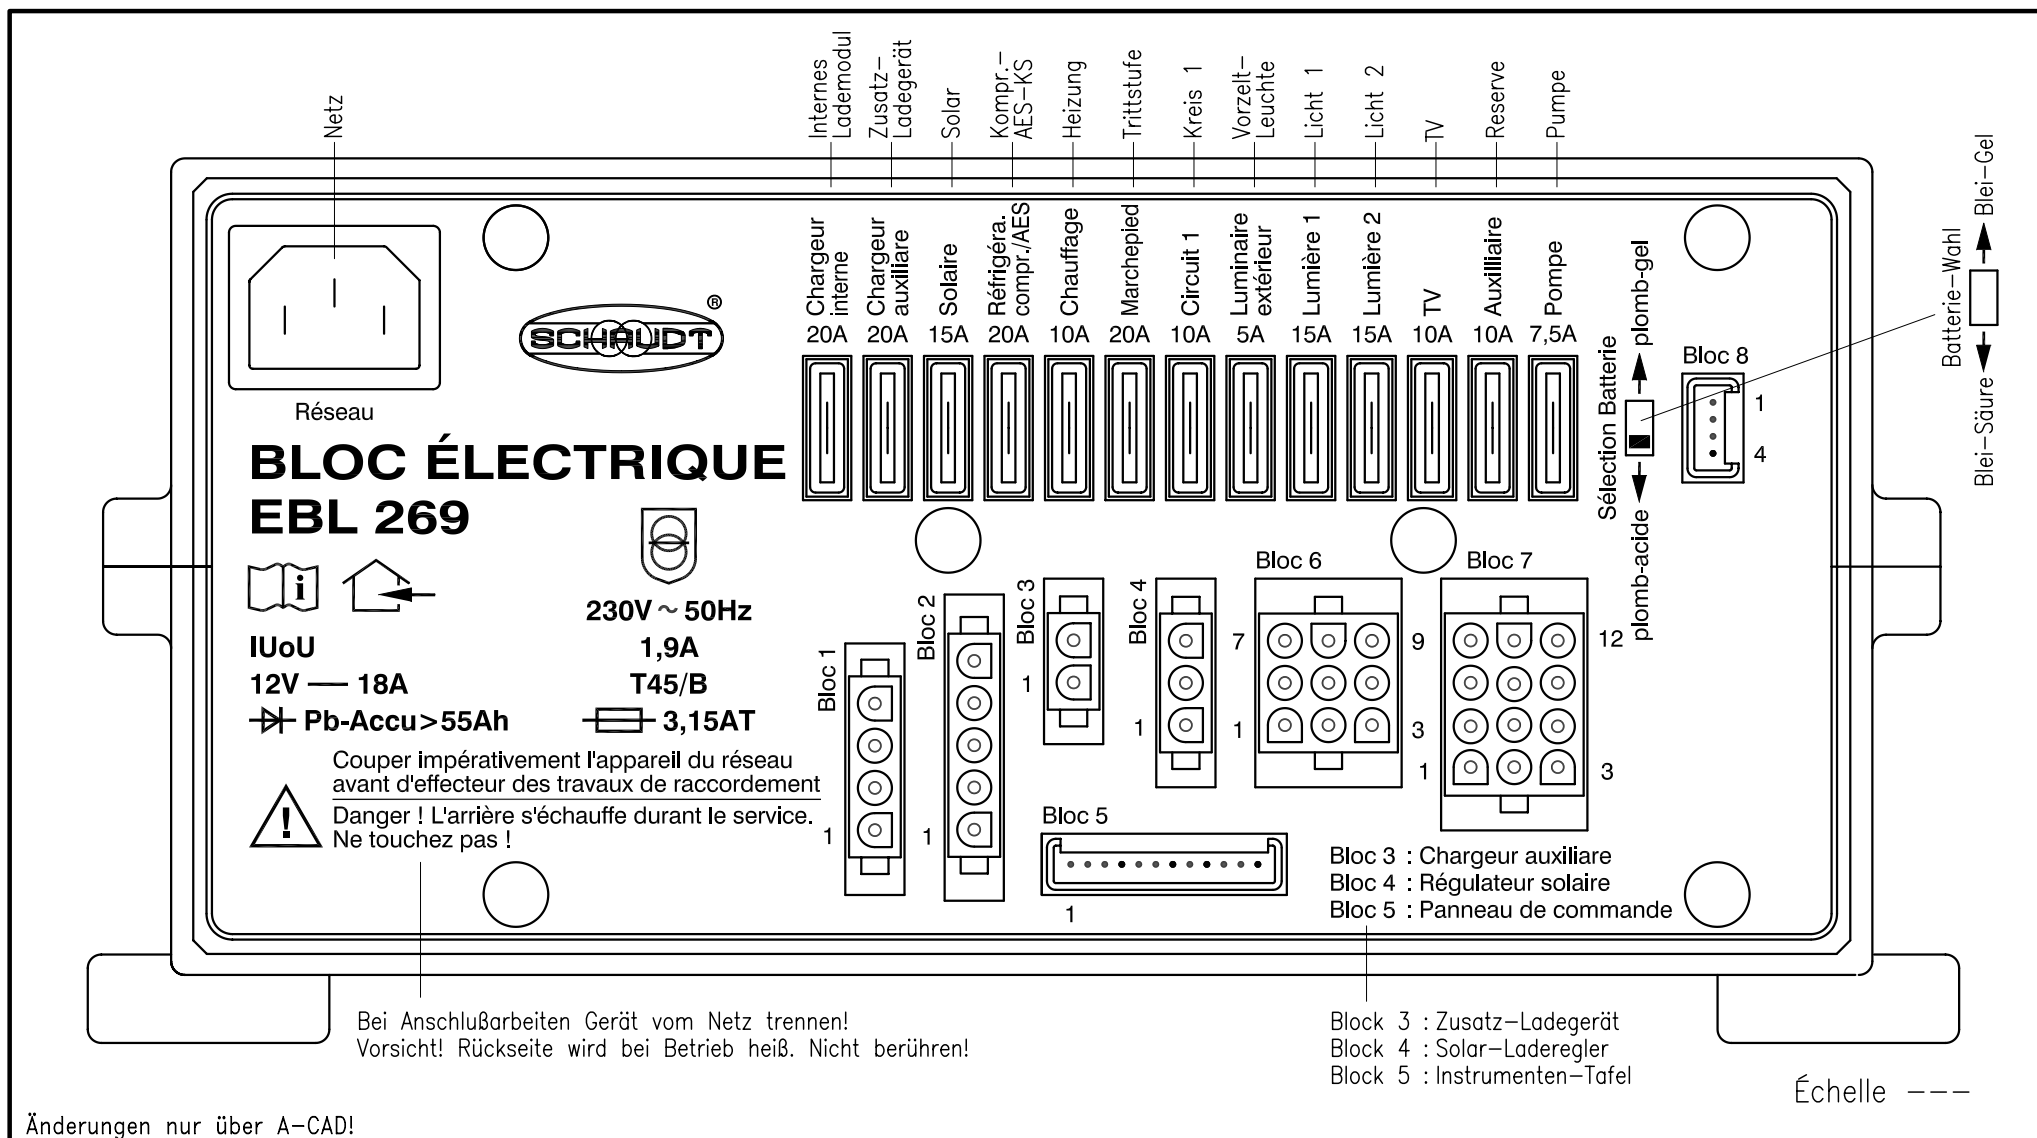 Netz
Internes
Lademodul
Zusatz-
Ladegerät
Solar
Kompr.-
AES-KS
Heizung
Trittstufe
Kreis 1
Vorzelt-
Leuchte
Licht 1
Licht 2
TV
Reserve
Pumpe
Blei-Gel
Batterie-Wahl
Blei-Säure
Chargeur
interne
20A
Chargeur
auxiliare
20A
Solaire
15A
Réfrigéra.
compr./AES
20A
Chauffage
10A
Marchepied
20A
Circuit 1
10A
Luminaire
extérieur
5A
Lumière 1
15A
Lumière 2
15A
TV
10A
Auxilliaire
10A
Pompe
7,5A
Sélection Batterie
plomb-gel
plomb-acide
Bloc 8
1
4
SCHAUDT
®
Réseau
BLOC ÉLECTRIQUE
EBL 269
i
230V ~ 50Hz
IUoU
1,9A
12V — 18A
T45/B
Pb-Accu>55Ah
3,15AT
Couper impérativement l'appareil du réseau
avant d'effecteur des travaux de raccordement
Danger ! L'arrière s'échauffe durant le service.
Ne touchez pas !
!
Bloc 1
1
Bloc 2
1
Bloc 3
1
Bloc 4
1
Bloc 5
1
Bloc 6
7
9
1
3
Bloc 7
12
1
3
Bloc 3 : Chargeur auxiliare
Bloc 4 : Régulateur solaire
Bloc 5 : Panneau de commande
Bei Anschlußarbeiten Gerät vom Netz trennen!
Vorsicht! Rückseite wird bei Betrieb heiß. Nicht berühren!
Block 3 : Zusatz-Ladegerät
Block 4 : Solar-Laderegler
Block 5 : Instrumenten-Tafel
Échelle ---
Änderungen nur über A-CAD!